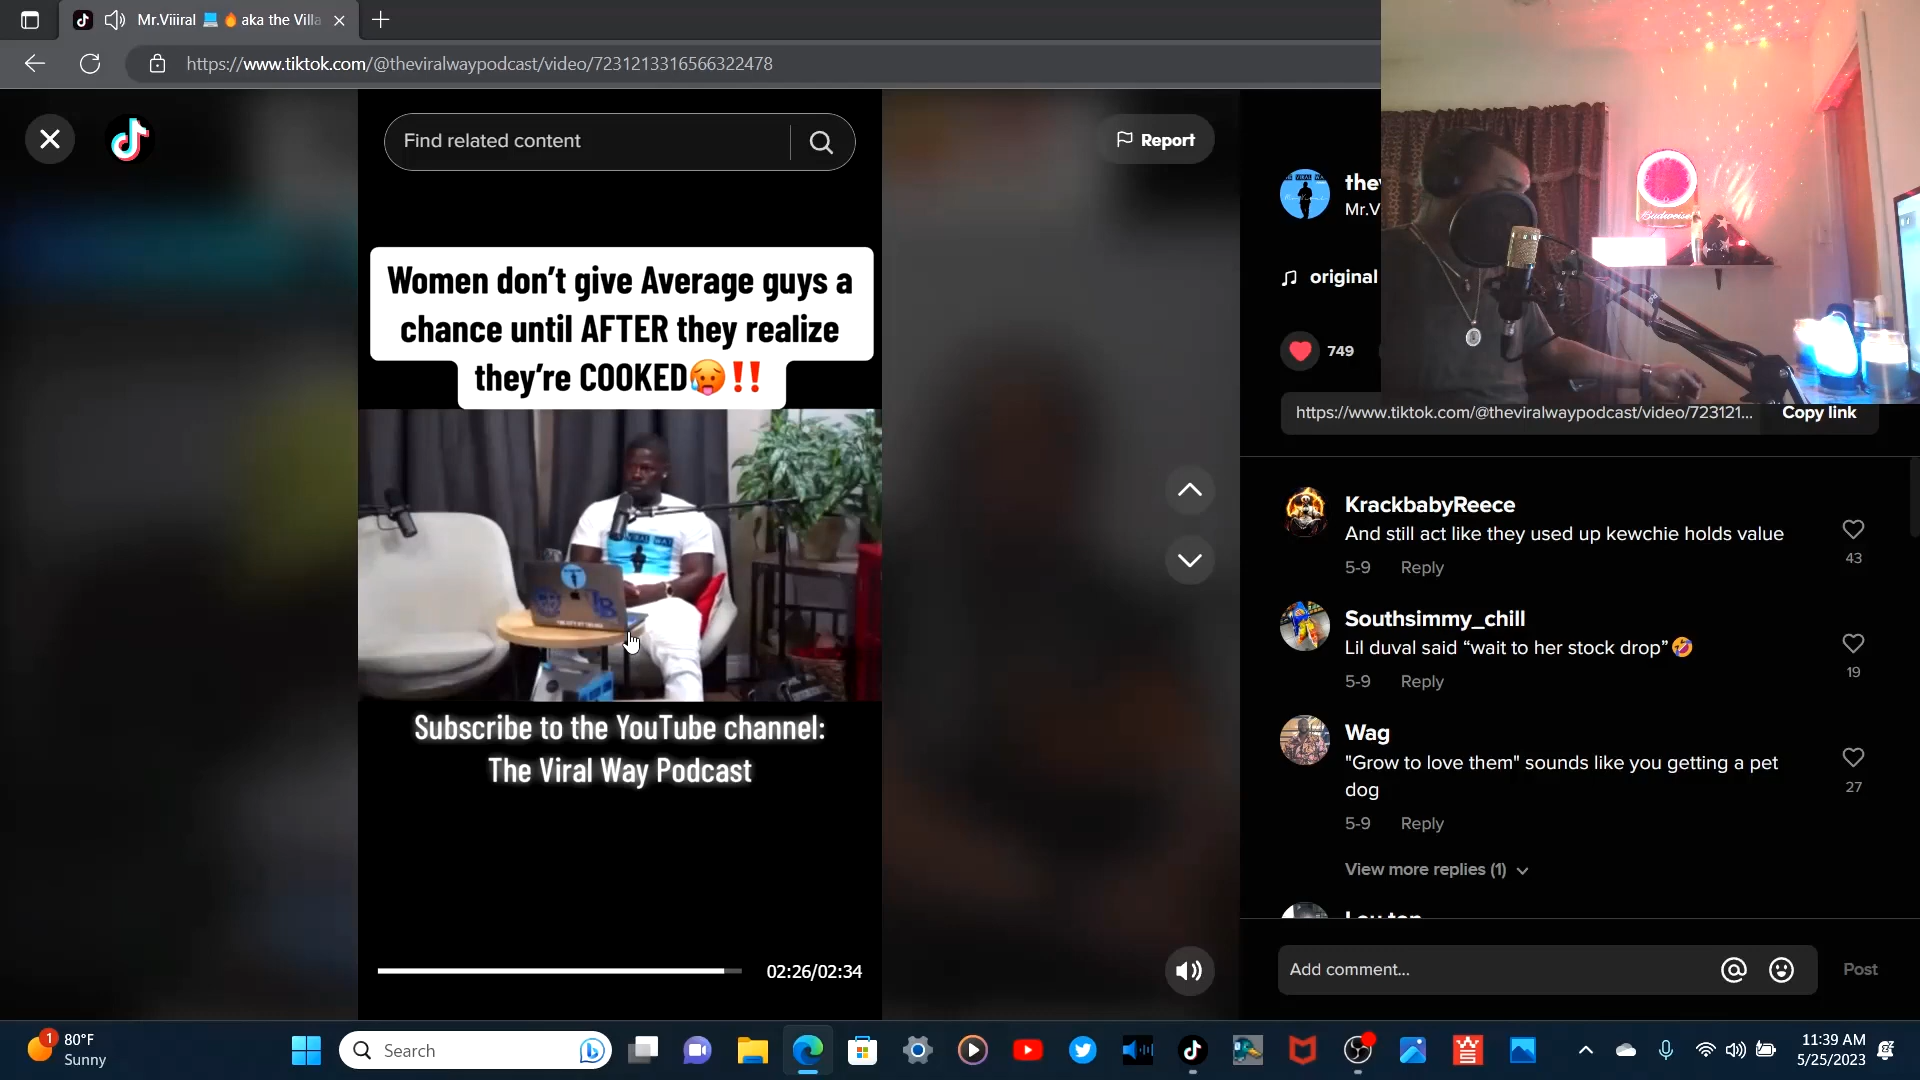 Mr.Viiiral 💻🔥 aka the Villa
https://www.tiktok.com/@theviralwaypodcast/video/7231213316566322478
Find related content
Report
Women don't give Average guys a
chance until AFTER they realize
they're COOKED🥵‼️
Subscribe to the YouTube channel:
The Viral Way Podcast
02:26/02:34
Mr.Vi
original
749
Budweiser
https://www.tiktok.com/@theviralwaypodcast/video/723121...
Copy link
KrackbabyReece
And still act like they used up kewchie holds value
43
5-9 Reply
Southsimmy_chill
Lil duval said “wait to her stock drop”🤣
19
5-9 Reply
Wag
"Grow to love them" sounds like you getting a pet
dog
27
5-9 Reply
View more replies (1)
Add comment...
Post
1
80°F
Sunny
Search
11:39 AM
5/25/2023